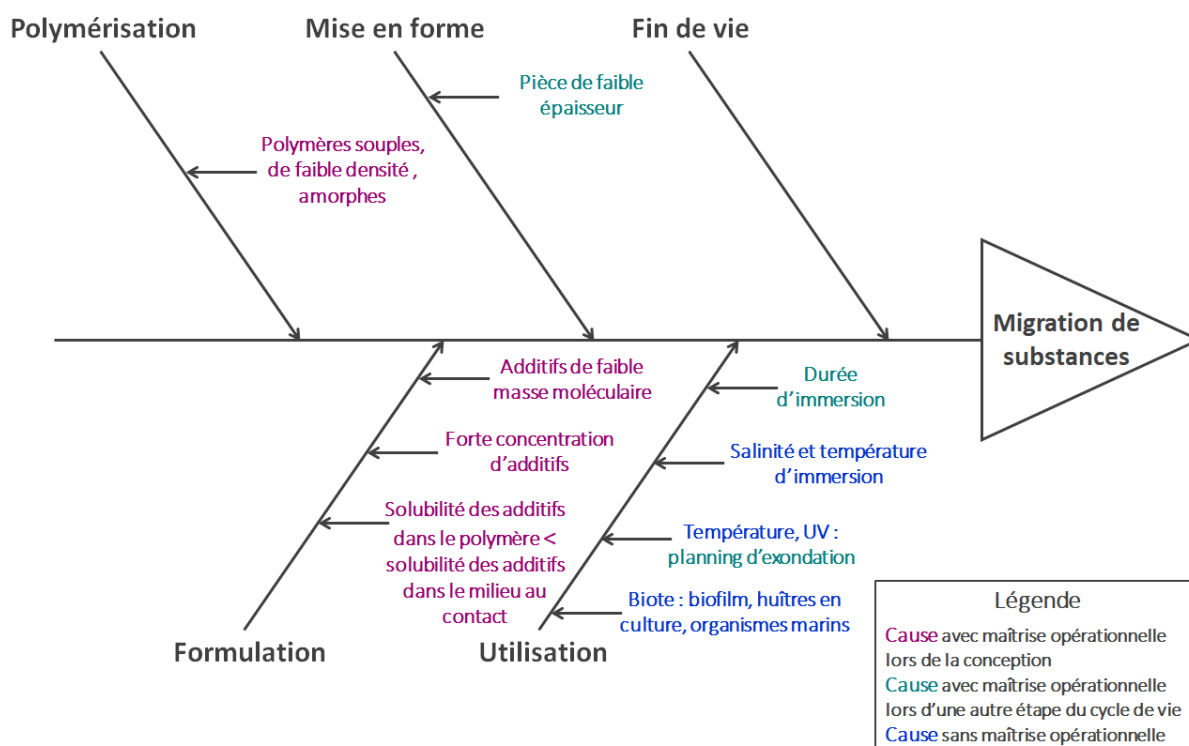 Polymérisation
Mise en forme
Fin de vie
Pièce de faible
épaisseur
Polymères souples,
de faible densité ,
amorphes
Migration de
substances
Additifs de faible
masse moléculaire
Forte concentration
d'additifs
Solubilité des additifs
dans le polymère <
solubilité des additifs
dans le milieu au
contact
Formulation
Durée
d'immersion
Salinité et température
d'immersion
Température, UV :
planning d'exondation
Biote : biofilm, huîtres en
culture, organismes marins
Utilisation
Légende
Cause avec maîtrise opérationnelle
lors de la conception
Cause avec maîtrise opérationnelle
lors d'une autre étape du cycle de vie
Cause sans maîtrise opérationnelle